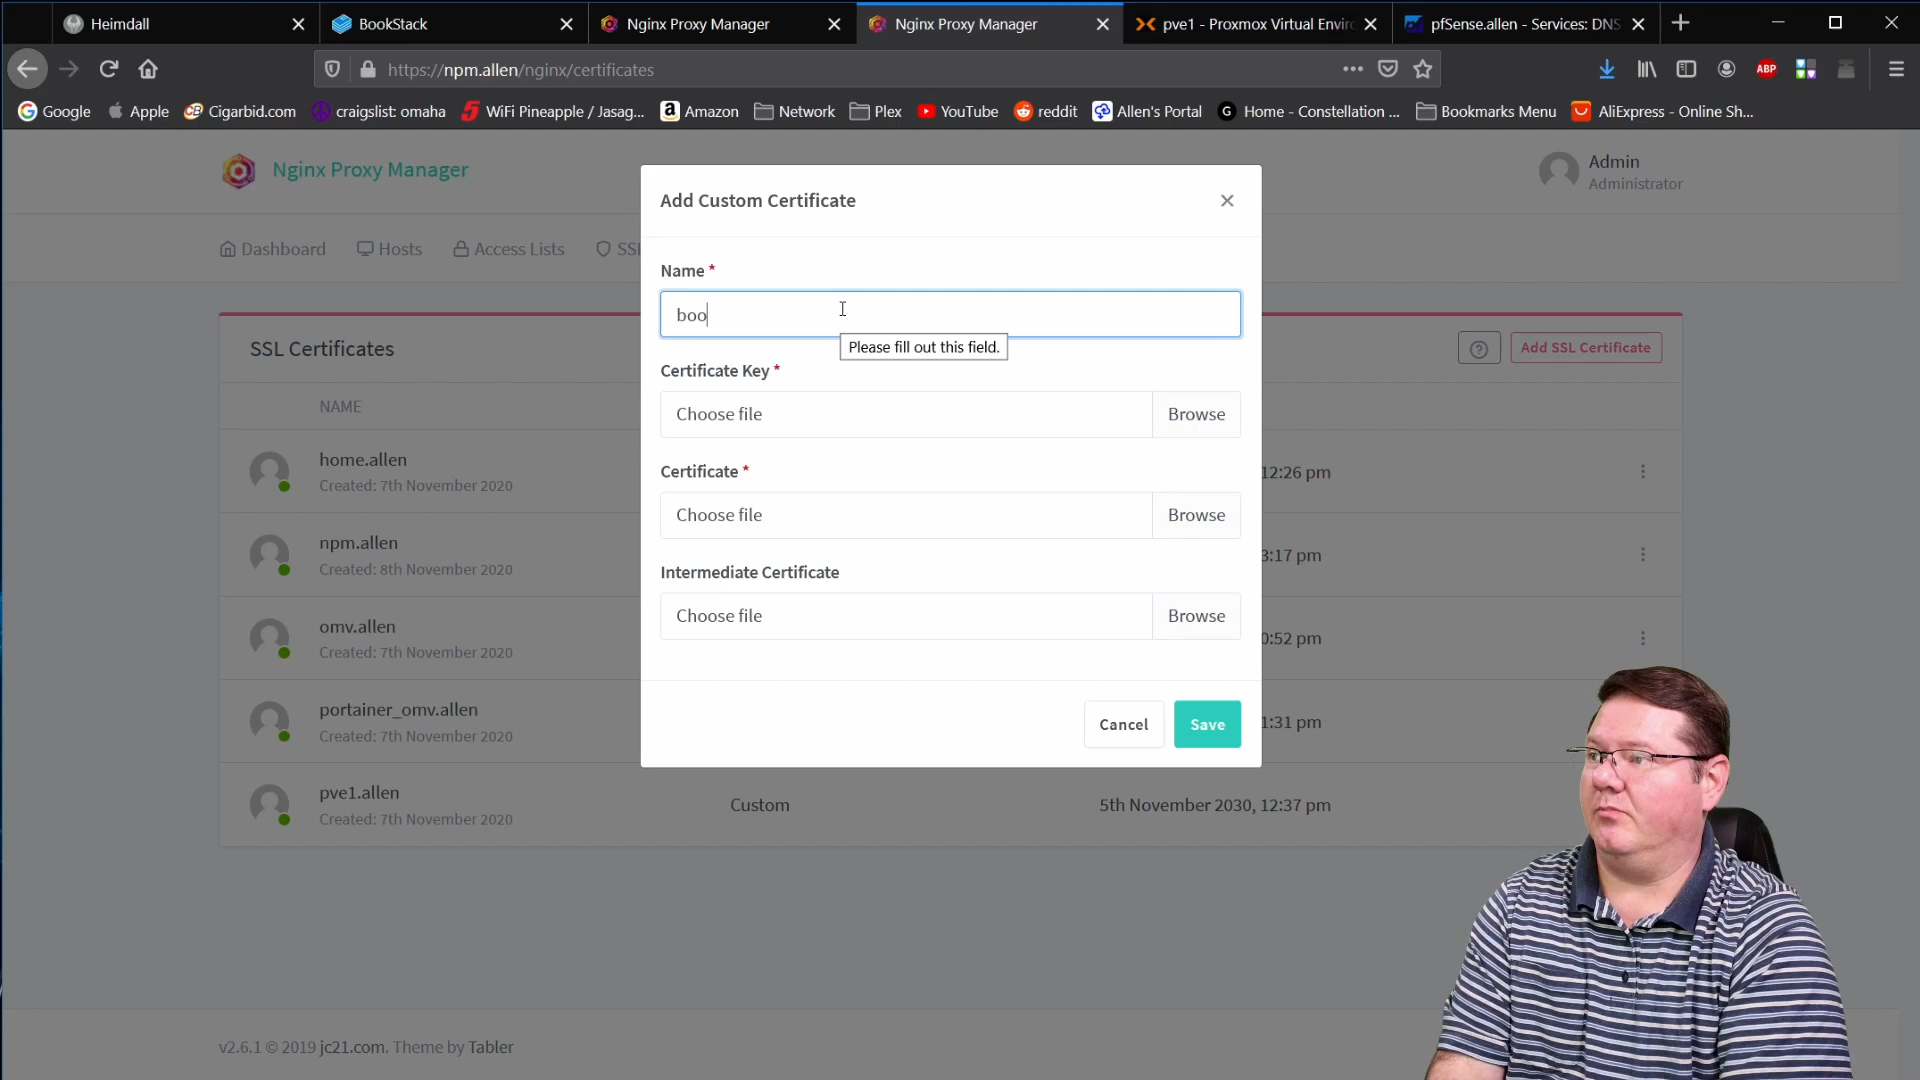 Heimdall
BookStack
Nginx Proxy Manager
Nginx Proxy Manager
pve1 - Proxmox Virtual Enviro
pfSense.allen - Services: DNS
https://npm.allen/nginx/certificates
ABP
Google
Apple
Cigarbid.com
craigslist: omaha
WiFi Pineapple / Jasag...
Amazon
Network
Plex
YouTube
reddit
Allen's Portal
Home - Constellation ...
Bookmarks Menu
AliExpress - Online Sh...
Nginx Proxy Manager
Admin
Administrator
Dashboard
Hosts
Access Lists
SSL
Add Custom Certificate
Name *
boo
Please fill out this field.
Certificate Key *
Choose file
Browse
Certificate *
Choose file
Browse
Intermediate Certificate
Choose file
Browse
Cancel
Save
SSL Certificates
Add SSL Certificate
NAME
home.allen
Created: 7th November 2020
12:26 pm
npm.allen
Created: 8th November 2020
3:17 pm
omv.allen
Created: 7th November 2020
0:52 pm
portainer_omv.allen
Created: 7th November 2020
1:31 pm
pve1.allen
Created: 7th November 2020
Custom
5th November 2030, 12:37 pm
v2.6.1 © 2019 jc21.com. Theme by Tabler